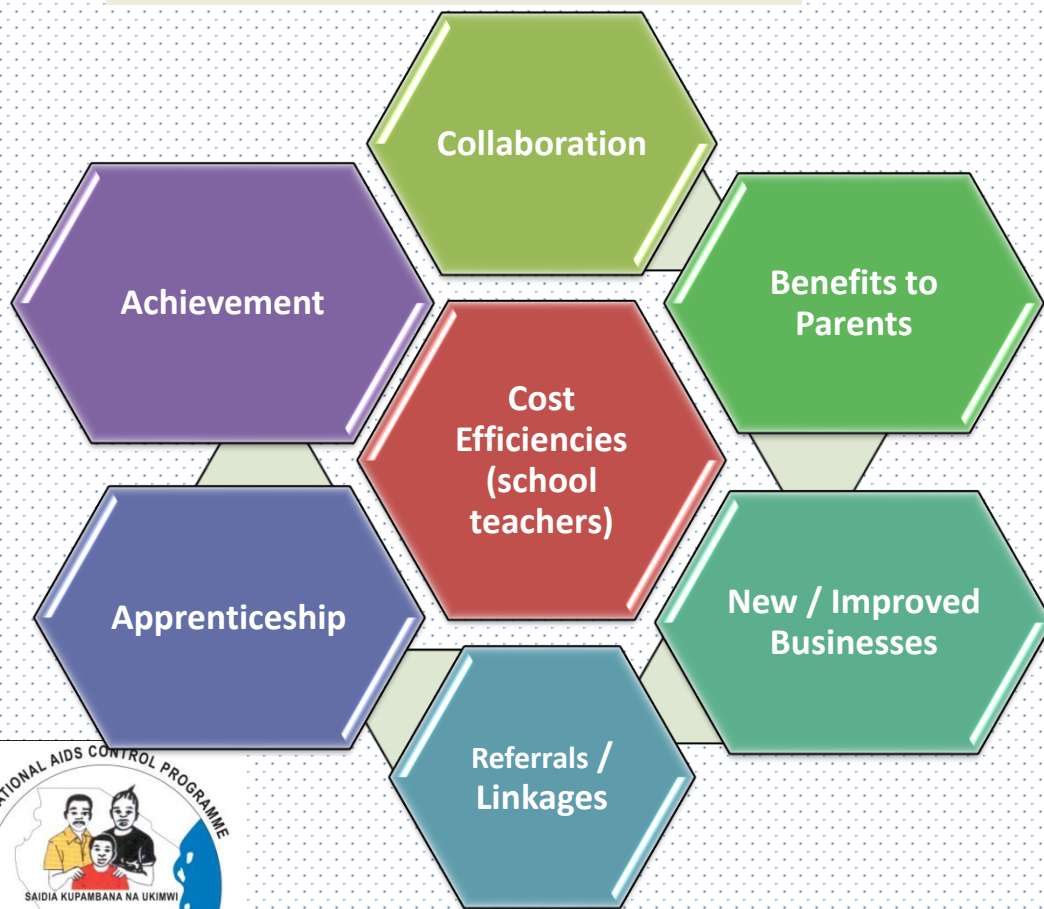 Collaboration
Achievement
Benefits to
Parents
Cost
Efficiencies
(school
teachers)
Apprenticeship
New / Improved
Businesses
Referrals /
Linkages
AIDS CONTROL PROGRAMME
SAIDIA KUPAMBANA NA UKIMWI